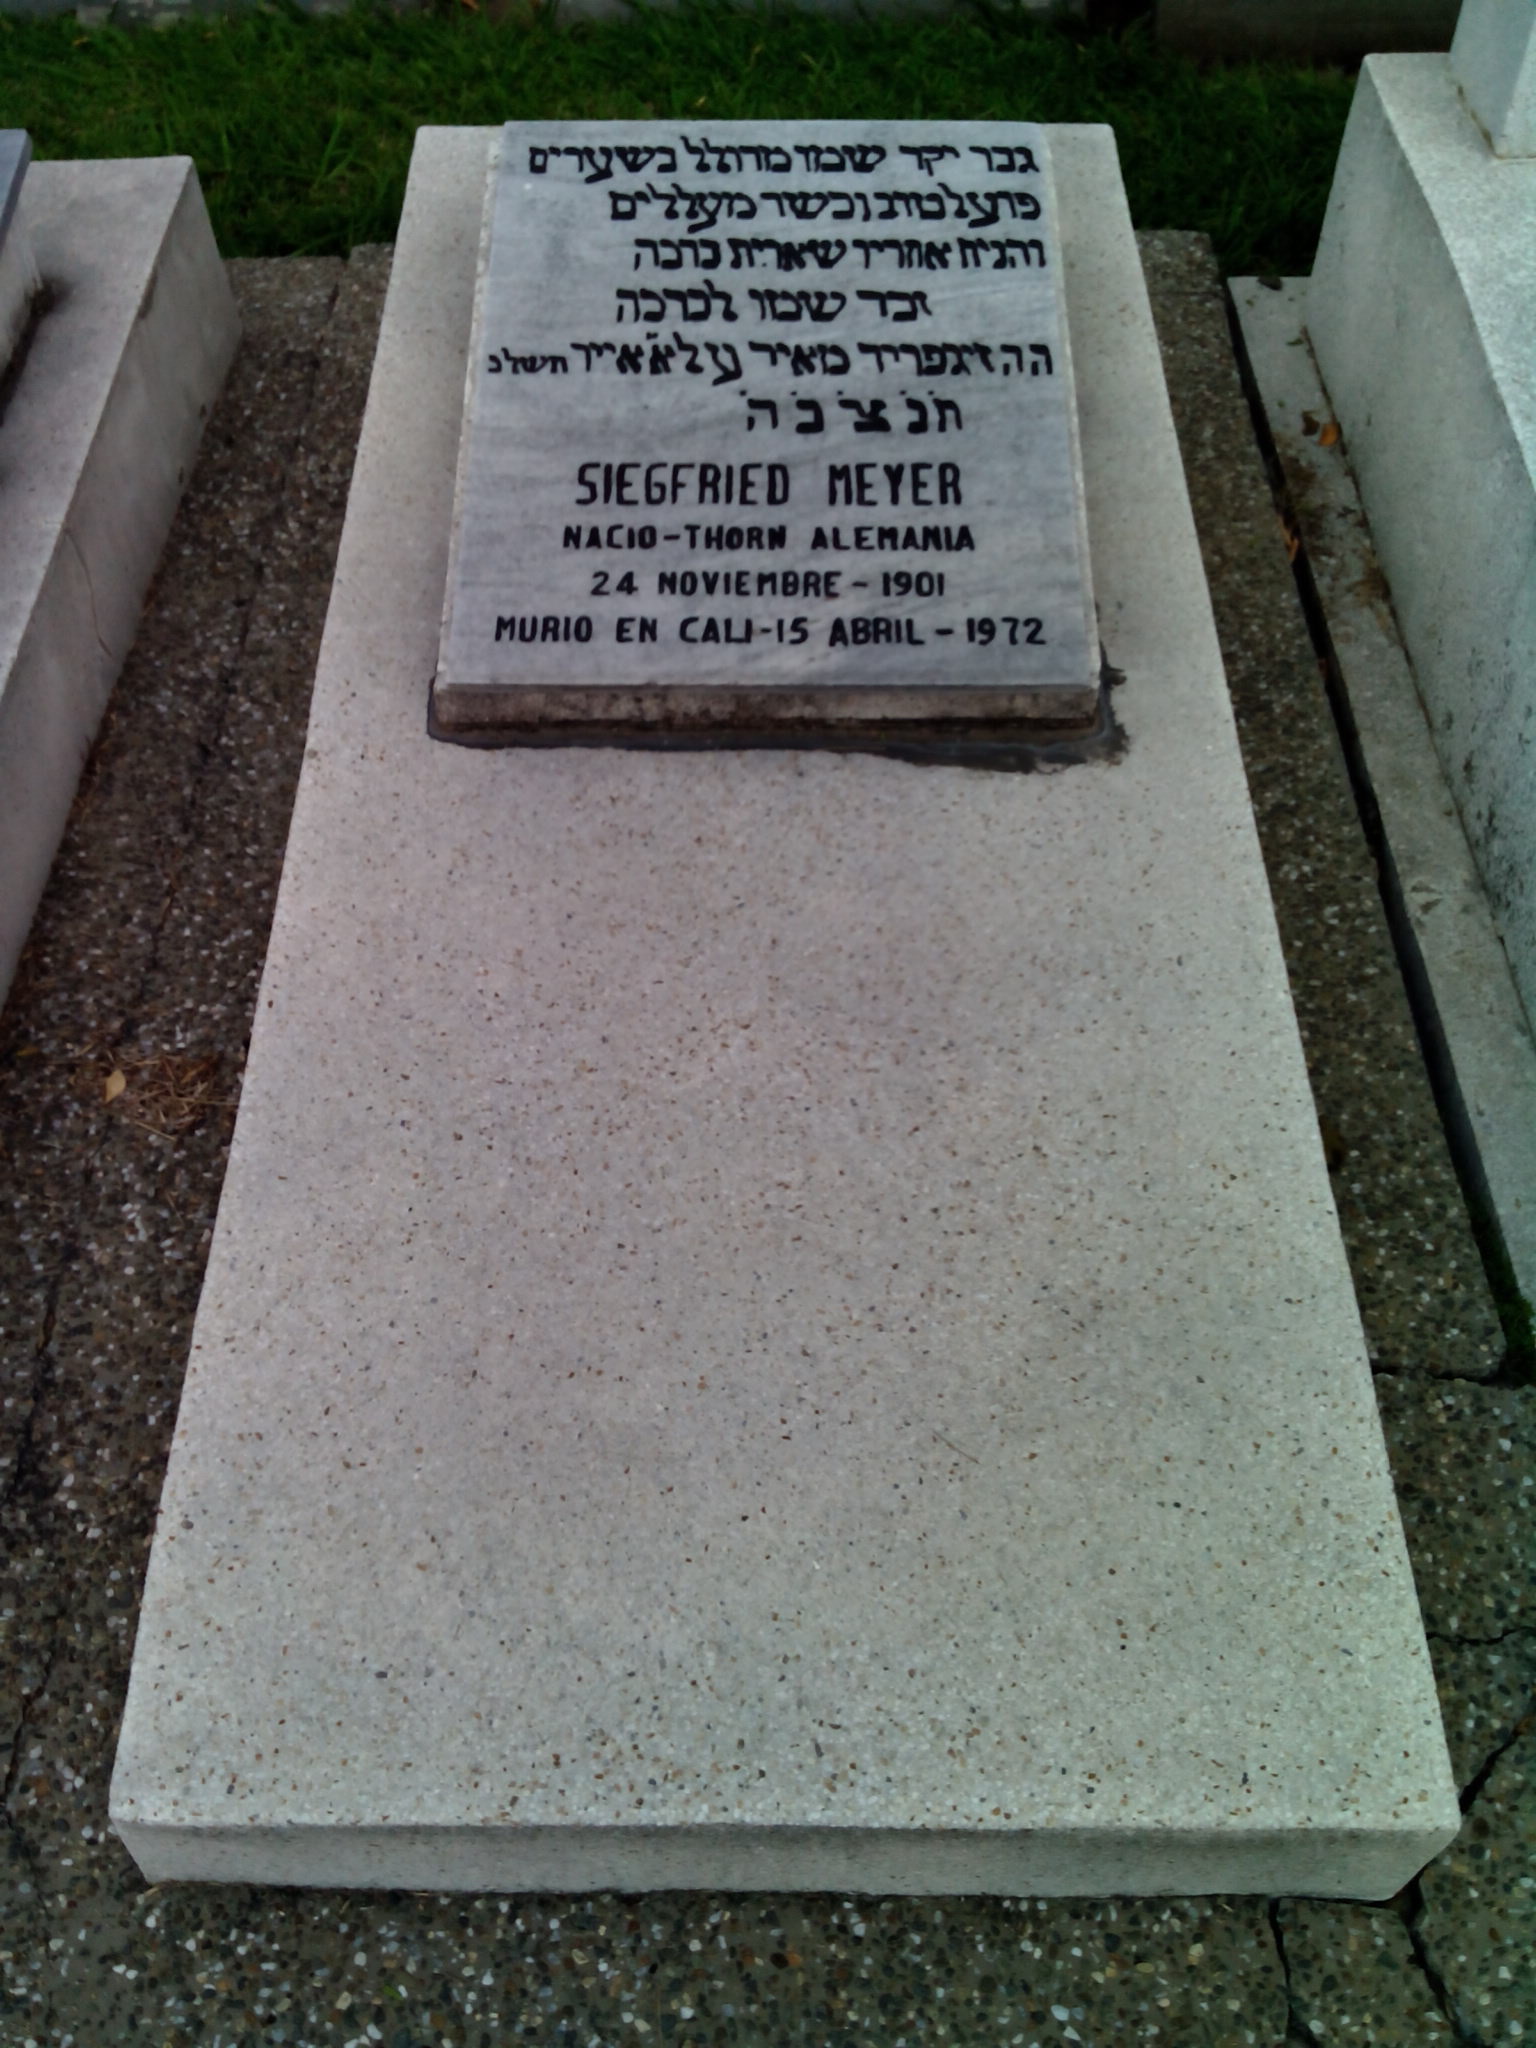 גבר יקר שמו מהולל בשערים
פועל טוב וכשר מעללים
והניח אחריו שארית ברכה
זכר שמו לברכה
ה ה זיגפריד מאיר ע"ל א' אייר תשלב
ת נ צ ב ה
SIEGFRIED MEYER
NACIO-THORN ALEMANIA
24 NOVIEMBRE - 1901
MURIO EN CALI-15 ABRIL - 1972